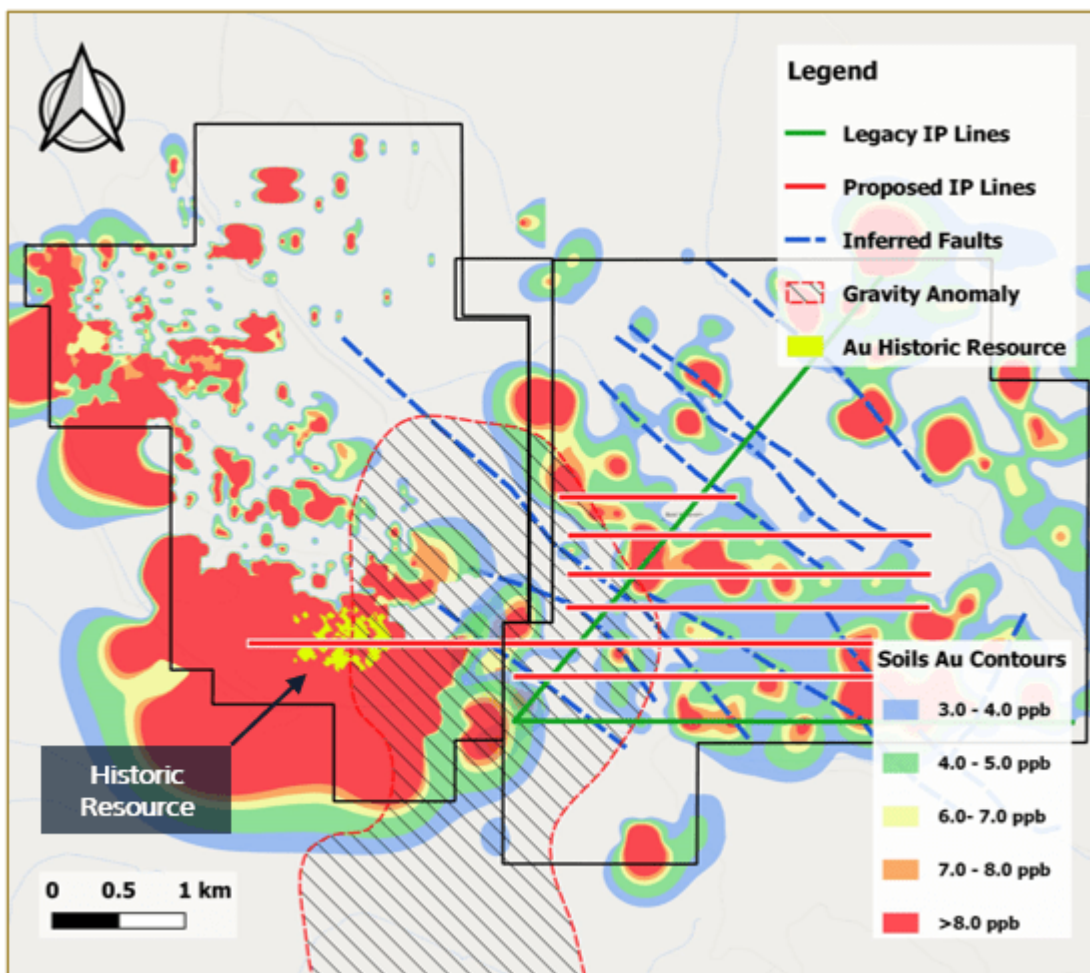 Legend
Legacy IP Lines
Proposed IP Lines
Inferred Faults
Gravity Anomaly
Au Historic Resource
Soils Au Contours
3.0 - 4.0 ppb
4.0 - 5.0 ppb
6.0- 7.0 ppb
7.0 - 8.0 ppb
>8.0 ppb
Historic
Resource
0 0.5 1 km